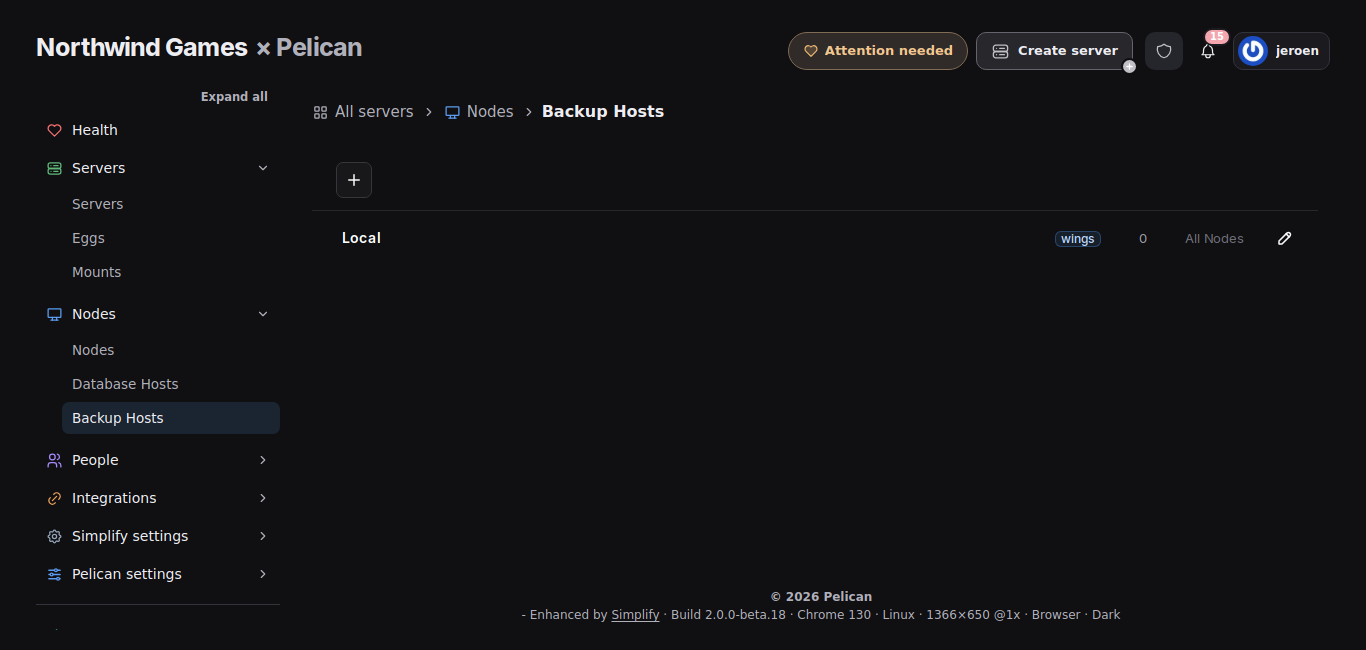 Northwind Games × Pelican
Attention needed
Create server
15
jeroen
Expand all
Health
Servers
Servers
Eggs
Mounts
Nodes
Nodes
Database Hosts
Backup Hosts
People
Integrations
Simplify settings
Pelican settings
All servers > Nodes > Backup Hosts
Local wings 0 All Nodes
© 2026 Pelican
- Enhanced by Simplify · Build 2.0.0-beta.18 · Chrome 130 · Linux · 1366×650 @1x · Browser · Dark